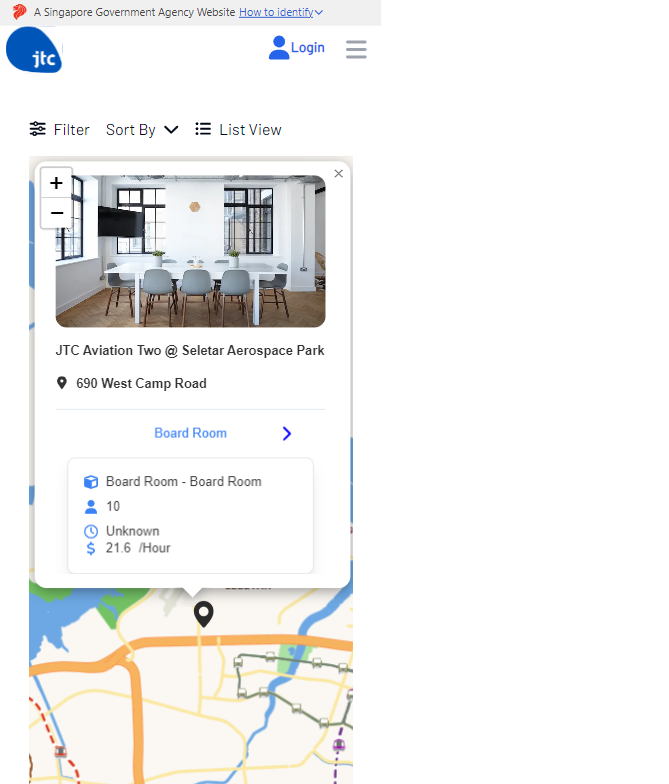 A Singapore Government Agency Website How to identify
jtc
Login
Filter
Sort By
List View
+
−
×
JTC Aviation Two @ Seletar Aerospace Park
690 West Camp Road
Board Room
Board Room - Board Room
10
Unknown
$ 21.6 /Hour